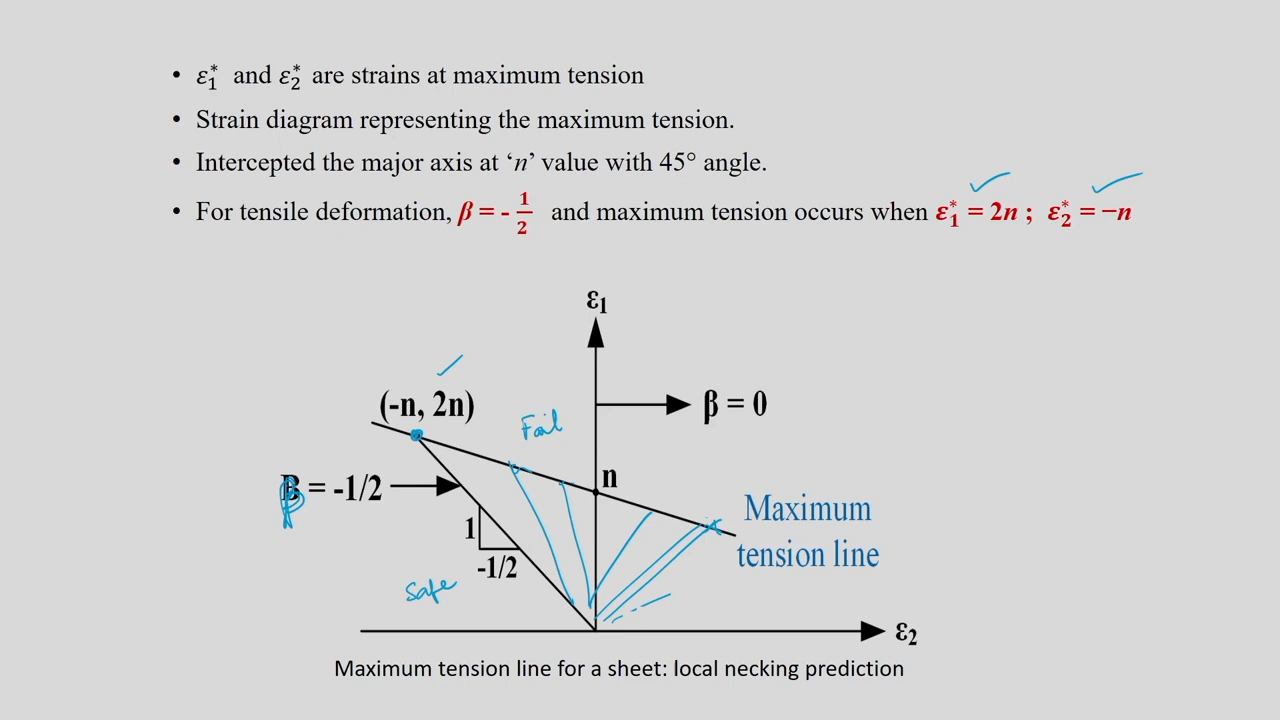 • ε₁* and ε₂* are strains at maximum tension
• Strain diagram representing the maximum tension.
• Intercepted the major axis at ‘n’ value with 45° angle.
• For tensile deformation, β = - 1/2 and maximum tension occurs when ε₁* = 2n ; ε₂* = −n
ε₁
(-n, 2n)
β = 0
Fail
n
β = -1/2
Maximum
tension line
1
-1/2
Safe
ε₂
Maximum tension line for a sheet: local necking prediction